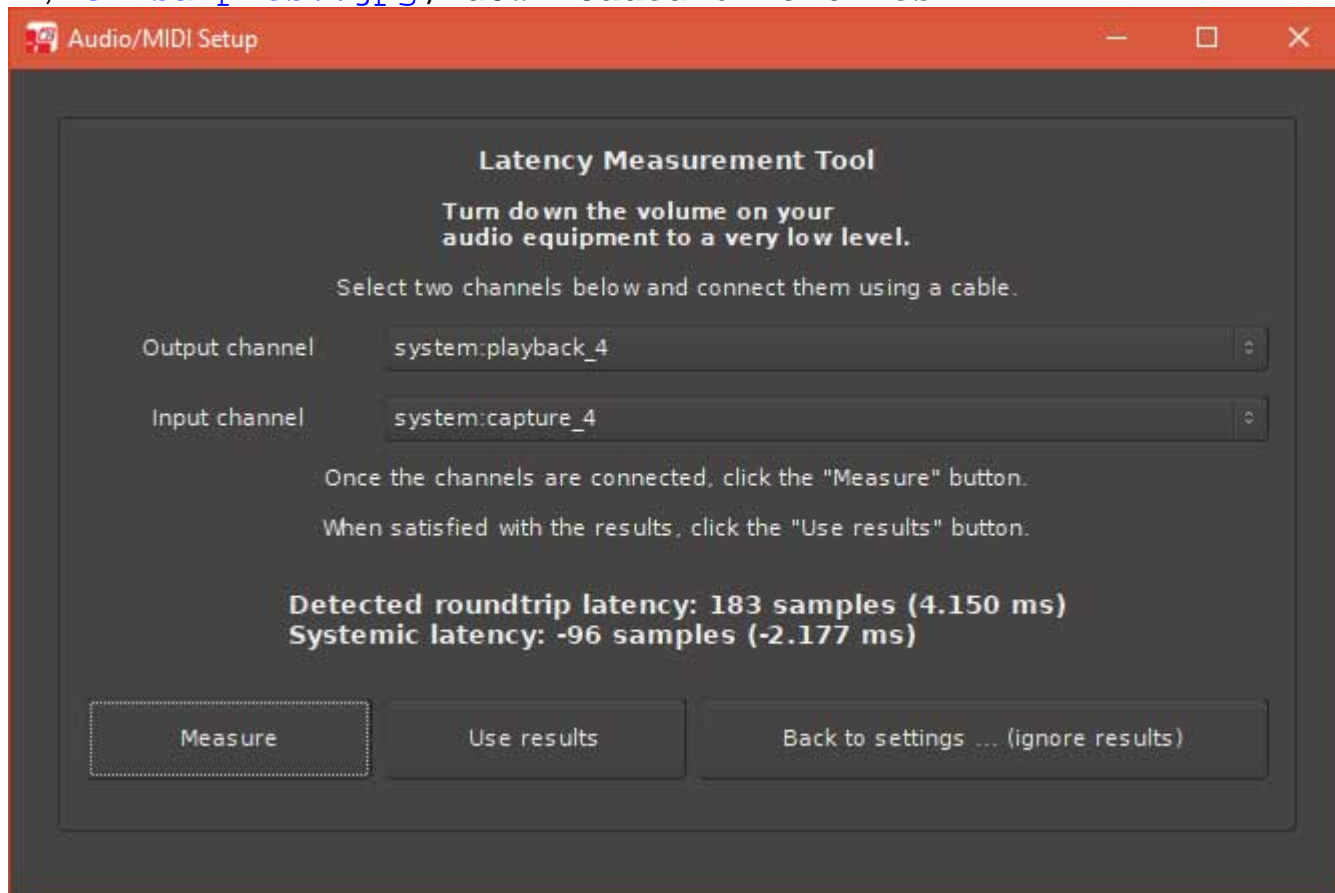 Audio/MIDI Setup
Latency Measurement Tool
Turn down the volume on your
audio equipment to a very low level.
Select two channels below and connect them using a cable.
Output channel system:playback_4
Input channel system:capture_4
Once the channels are connected, click the "Measure" button.
When satisfied with the results, click the "Use results" button.
Detected roundtrip latency: 183 samples (4.150 ms)
Systemic latency: -96 samples (-2.177 ms)
Measure Use results Back to settings ... (ignore results)